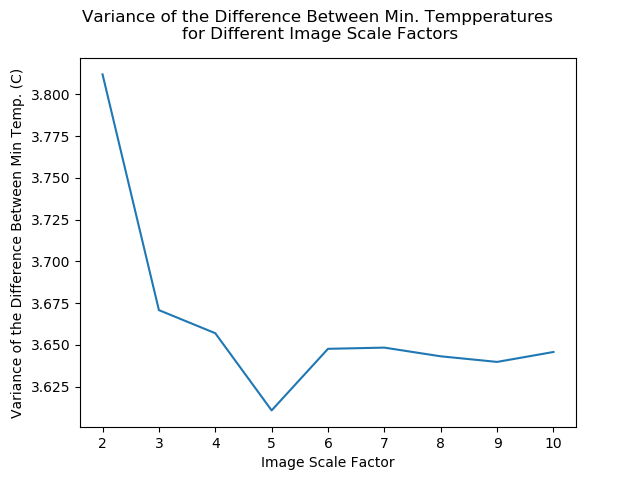 Variance of the Difference Between Min. Tempperatures
for Different Image Scale Factors
Variance of the Difference Between Min Temp. (C)
3.800
3.775
3.750
3.725
3.700
3.675
3.650
3.625
2 3 4 5 6 7 8 9 10
Image Scale Factor